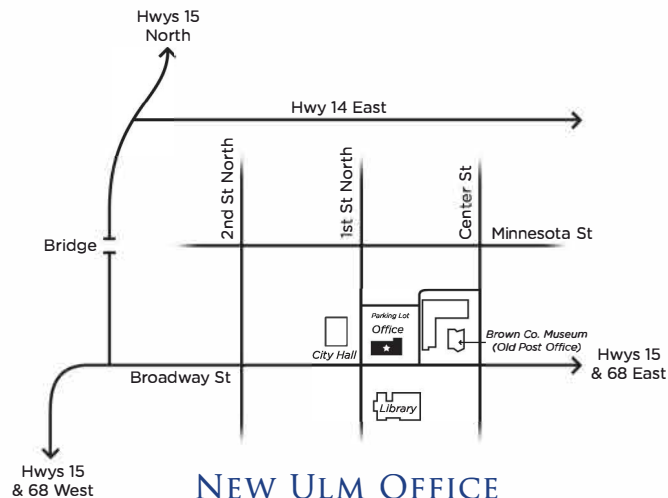 Hwys 15
North
Hwy 14 East
2nd St North
1st St North
Center St
Bridge
Minnesota St
Parking Lot
Office
City Hall
Brown Co. Museum
(Old Post Office)
Broadway St
Hwys 15
& 68 East
Library
Hwys 15
& 68 West
NEW ULM OFFICE